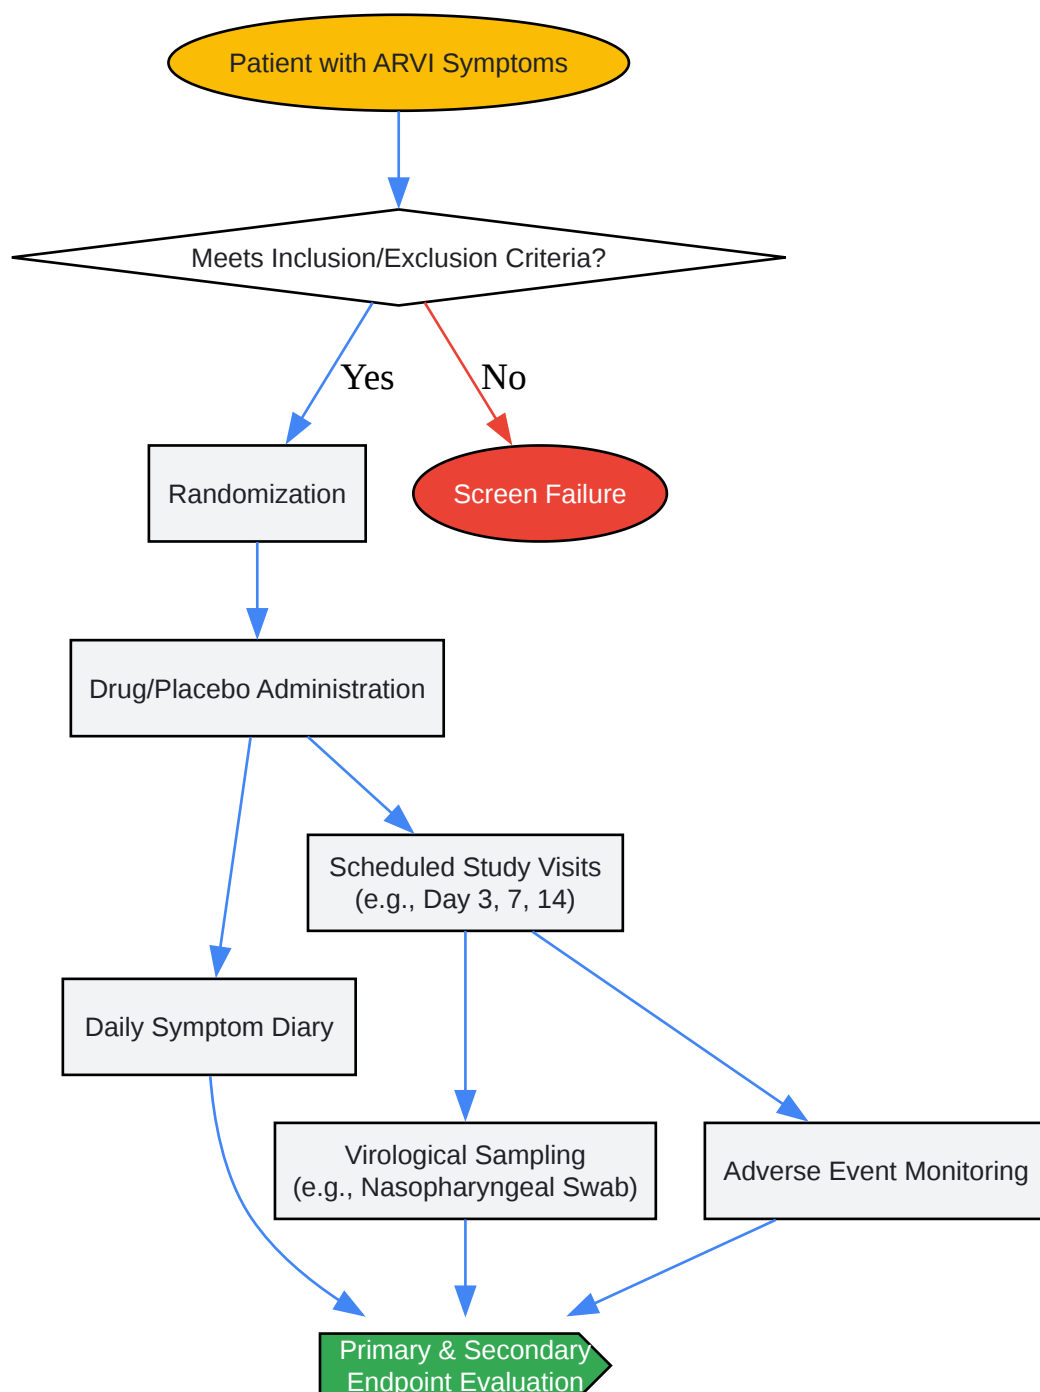 Patient with ARVI Symptoms
Meets Inclusion/Exclusion Criteria?
Yes
No
Randomization
Screen Failure
Drug/Placebo Administration
Scheduled Study Visits
(e.g., Day 3, 7, 14)
Daily Symptom Diary
Virological Sampling
(e.g., Nasopharyngeal Swab)
Adverse Event Monitoring
Primary & Secondary
Endpoint Evaluation